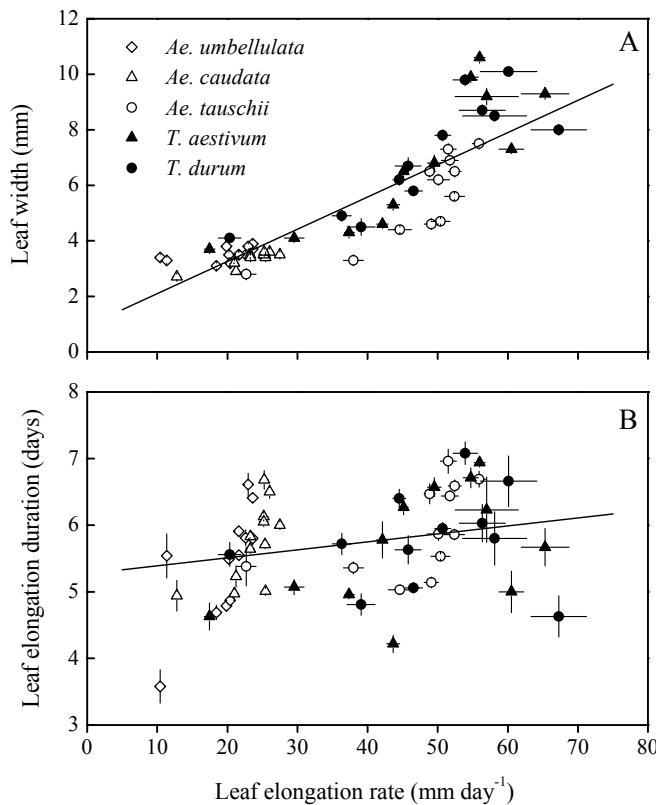 A
Ae. umbellulata
Ae. caudata
Ae. tauschii
T. aestivum
T. durum
12
10
8
6
4
2
0
Leaf width (mm)
B
8
7
6
5
4
3
Leaf elongation duration (days)
0 10 20 30 40 50 60 70 80
Leaf elongation rate (mm day⁻¹)